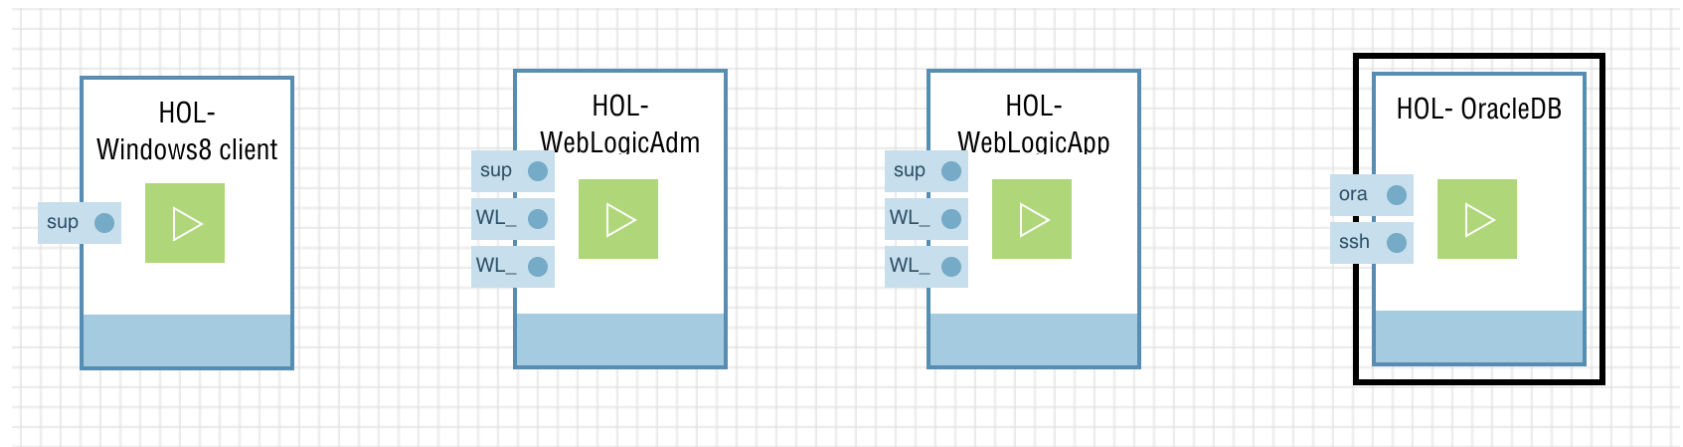 HOL-
Windows8 client
sup
HOL-
WebLogicAdm
sup
WL_
WL_
HOL-
WebLogicApp
sup
WL_
WL_
HOL- OracleDB
ora
ssh